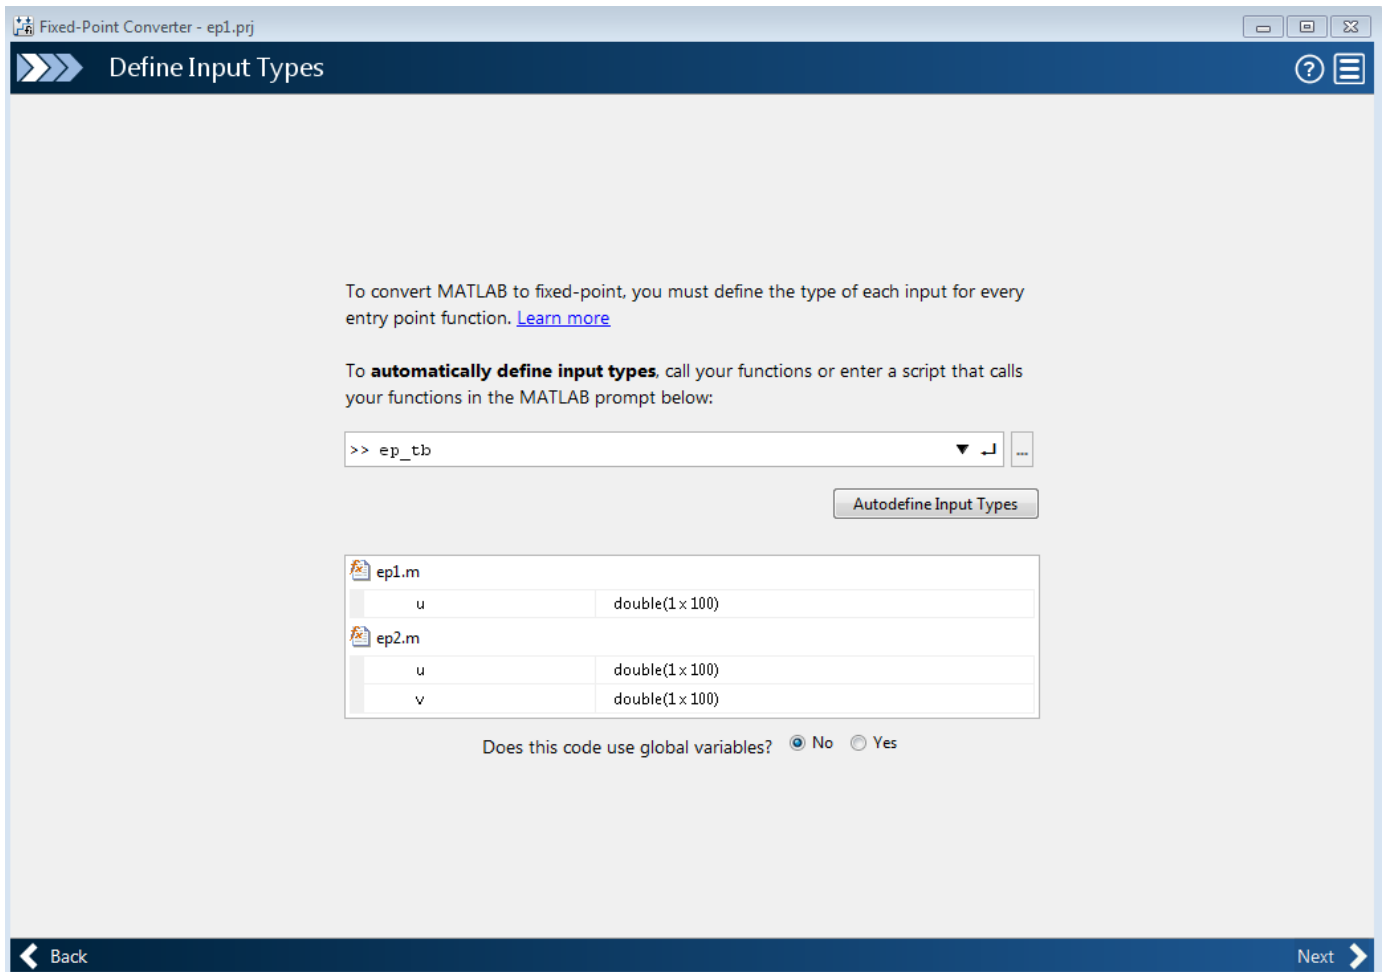 Fixed-Point Converter - ep1.prj
Define Input Types
?
To convert MATLAB to fixed-point, you must define the type of each input for every
entry point function. Learn more
To automatically define input types, call your functions or enter a script that calls
your functions in the MATLAB prompt below:
>> ep_tb
...
Autodefine Input Types
ep1.m
u double(1 x 100)
ep2.m
u double(1 x 100)
v double(1 x 100)
Does this code use global variables? No Yes
Back Next